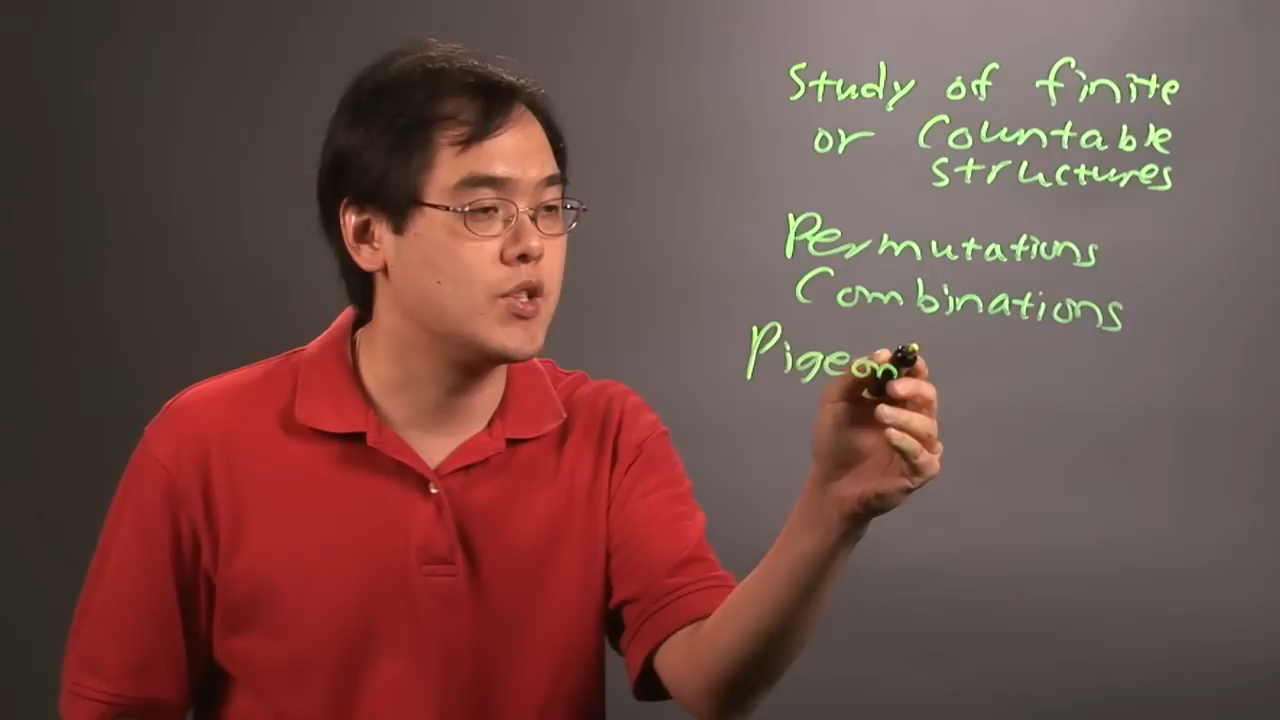 Study of finite
or Countable
structures
Permutations
Combinations
Pigeon